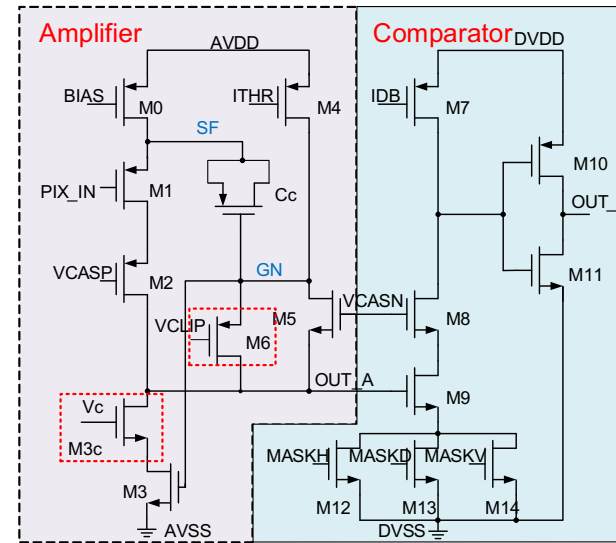 Amplifier
Comparator
AVDD
DVDD
BIAS
M0
ITHR
M4
IDB
M7
SF
M10
PIX_IN
M1
Cc
OUT_
VCASP
M2
GN
M11
VCLIP
M6
M5
VCASN
M8
OUT_A
M9
Vc
M3c
MASKH
MASKD
MASKV
M3
M12
M13
M14
AVSS
DVSS